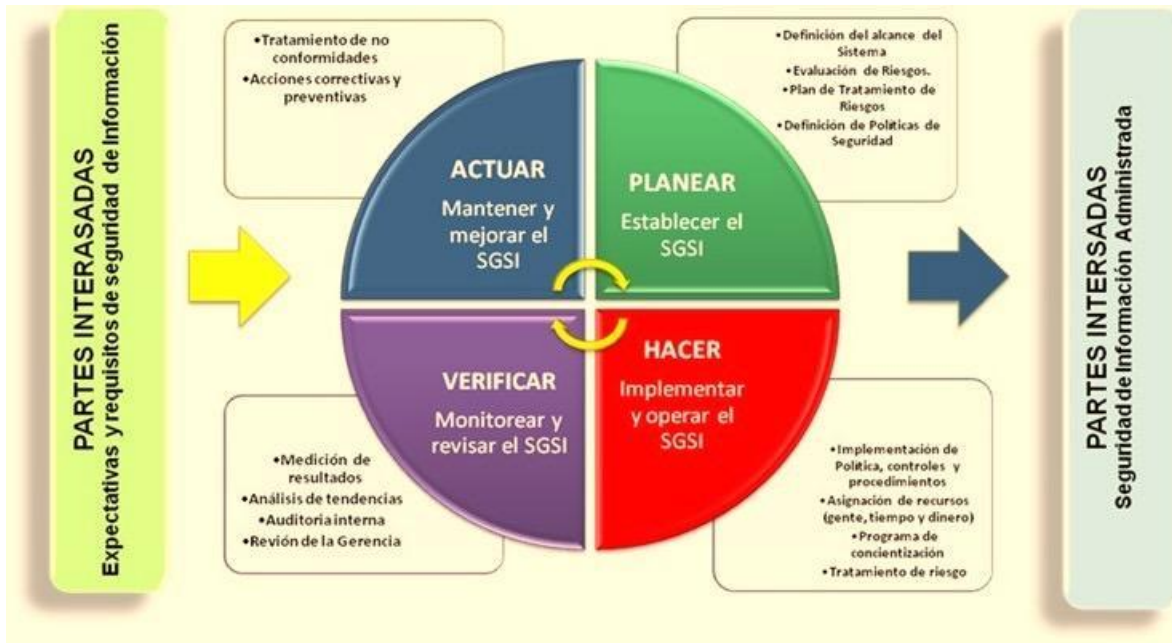 PARTES INTERASADAS
Expectativas y requisitos de seguridad de Información
•Tratamiento de no
conformidades
•Acciones correctivas y
preventivas
ACTUAR
Mantener y
mejorar el
SGSI
•Definición del alcance del
Sistema
•Evaluación de Riesgos.
•Plan de Tratamiento de
Riesgos
•Definición de Políticas de
Seguridad
PLANEAR
Establecer el
SGSI
VERIFICAR
Monitorear y
revisar el SGSI
•Medición de
resultados
•Análisis de tendencias
•Auditoria interna
•Revión de la Gerencia
HACER
Implementar
y operar el
SGSI
•Implementación de
Política, controles y
procedimientos
•Asignación de recursos
(gente, tiempo y dinero)
•Programa de
concientización
•Tratamiento de riesgo
PARTES INTERSADAS
Seguridad de Información Administrada